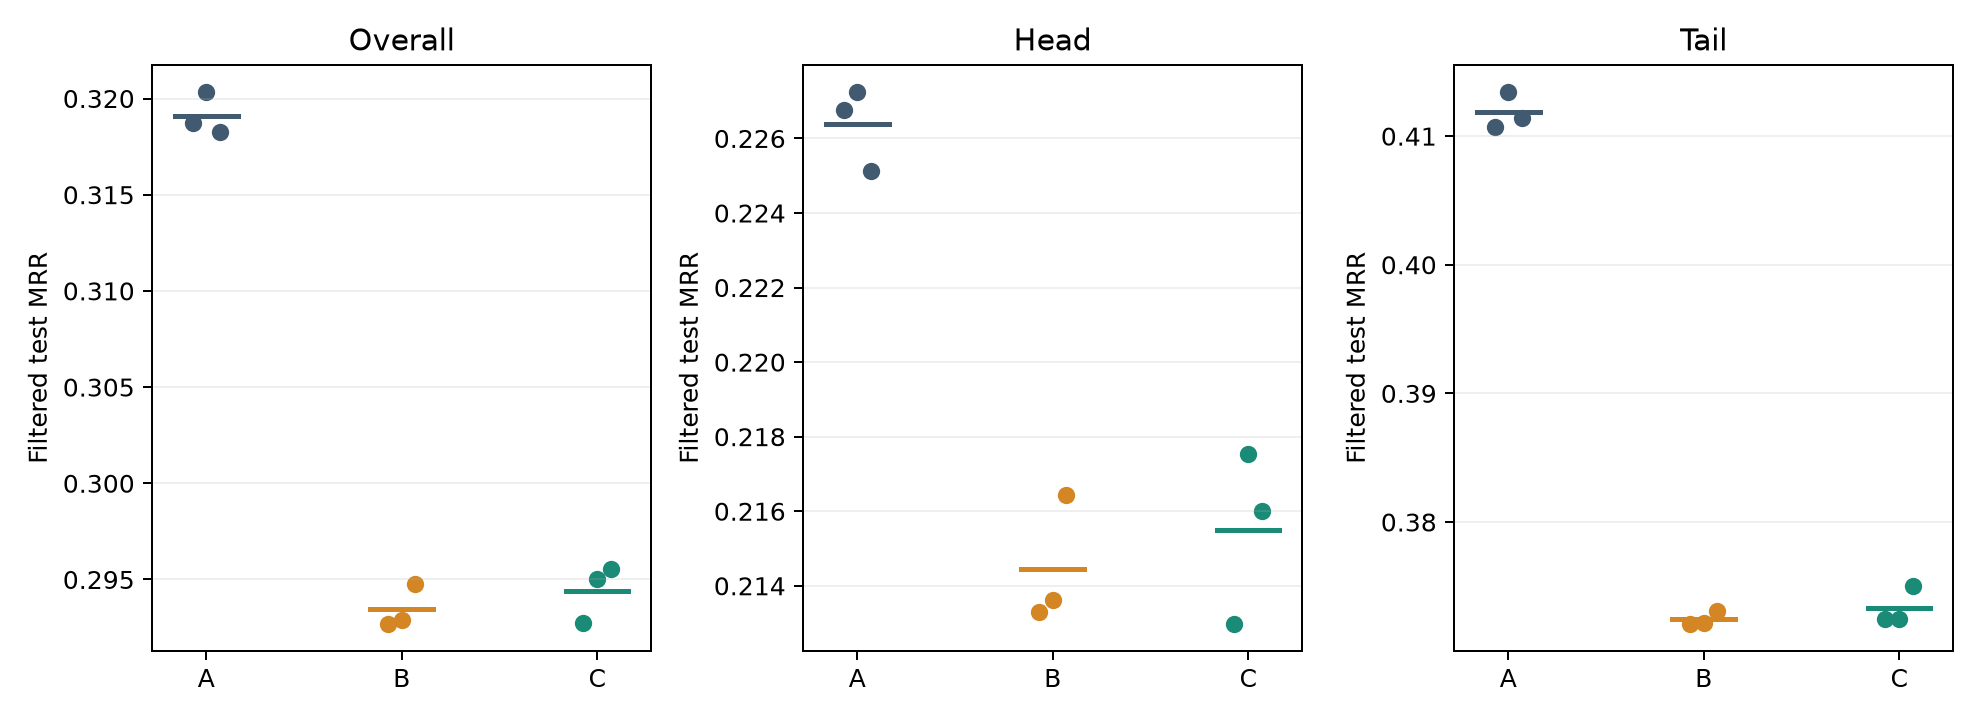 Overall
Filtered test MRR
0.320
0.315
0.310
0.305
0.300
0.295
A B C
Head
Filtered test MRR
0.226
0.224
0.222
0.220
0.218
0.216
0.214
A B C
Tail
Filtered test MRR
0.41
0.40
0.39
0.38
A B C